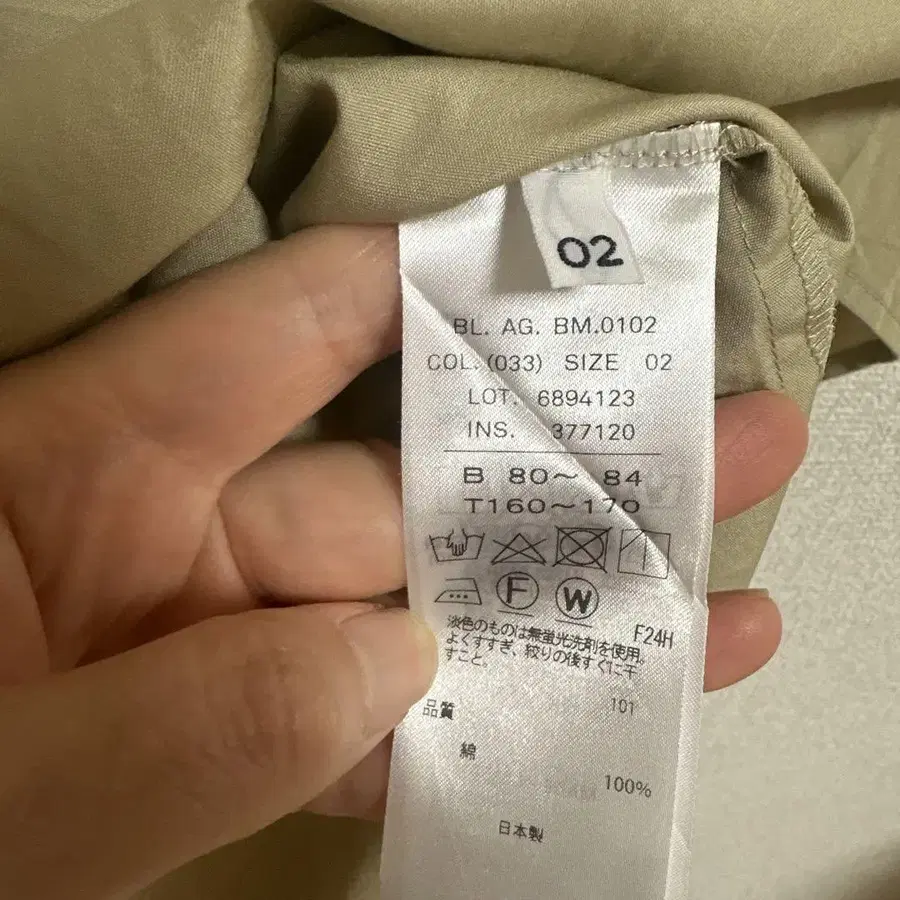 02
BL. AG. BM.0102
COL. (033) SIZE 02
LOT. 6894123
INS. 377120
B 80〜 84
T160〜170
F W
F24H
淡色のものは無蛍光洗剤を使用。
よくすすぎ、絞りの後すぐに干
すこと。
品質 101
綿
100%
日本製